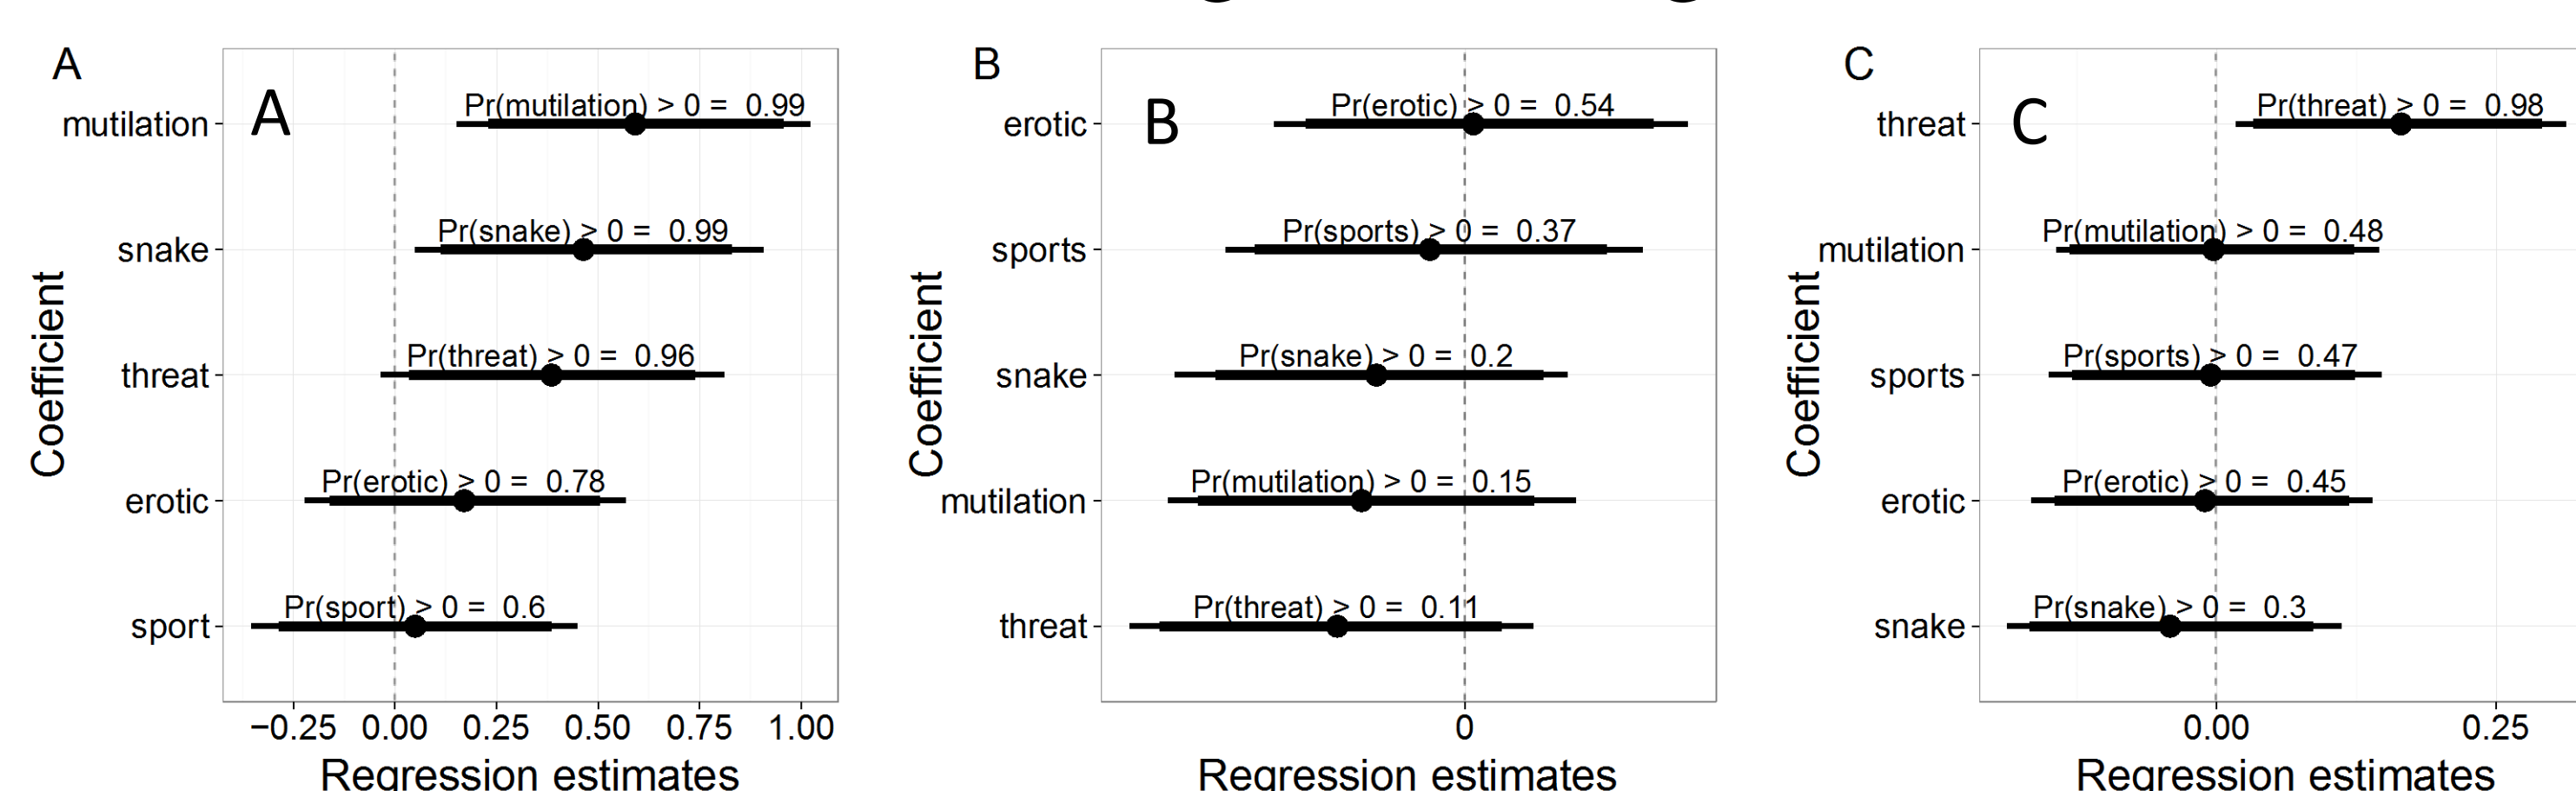 A
A
mutilation
Pr(mutilation) > 0 = 0.99
snake
Pr(snake) > 0 = 0.99
threat
Pr(threat) > 0 = 0.96
erotic
Pr(erotic) > 0 = 0.78
sport
Pr(sport) > 0 = 0.6
Coefficient
−0.25 0.00 0.25 0.50 0.75 1.00
Regression estimates
B
B
erotic
Pr(erotic) > 0 = 0.54
sports
Pr(sports) > 0 = 0.37
snake
Pr(snake) > 0 = 0.2
mutilation
Pr(mutilation) > 0 = 0.15
threat
Pr(threat) > 0 = 0.11
Coefficient
0
Regression estimates
C
C
threat
Pr(threat) > 0 = 0.98
mutilation
Pr(mutilation) > 0 = 0.48
sports
Pr(sports) > 0 = 0.47
erotic
Pr(erotic) > 0 = 0.45
snake
Pr(snake) > 0 = 0.3
Coefficient
0.00 0.25
Regression estimates